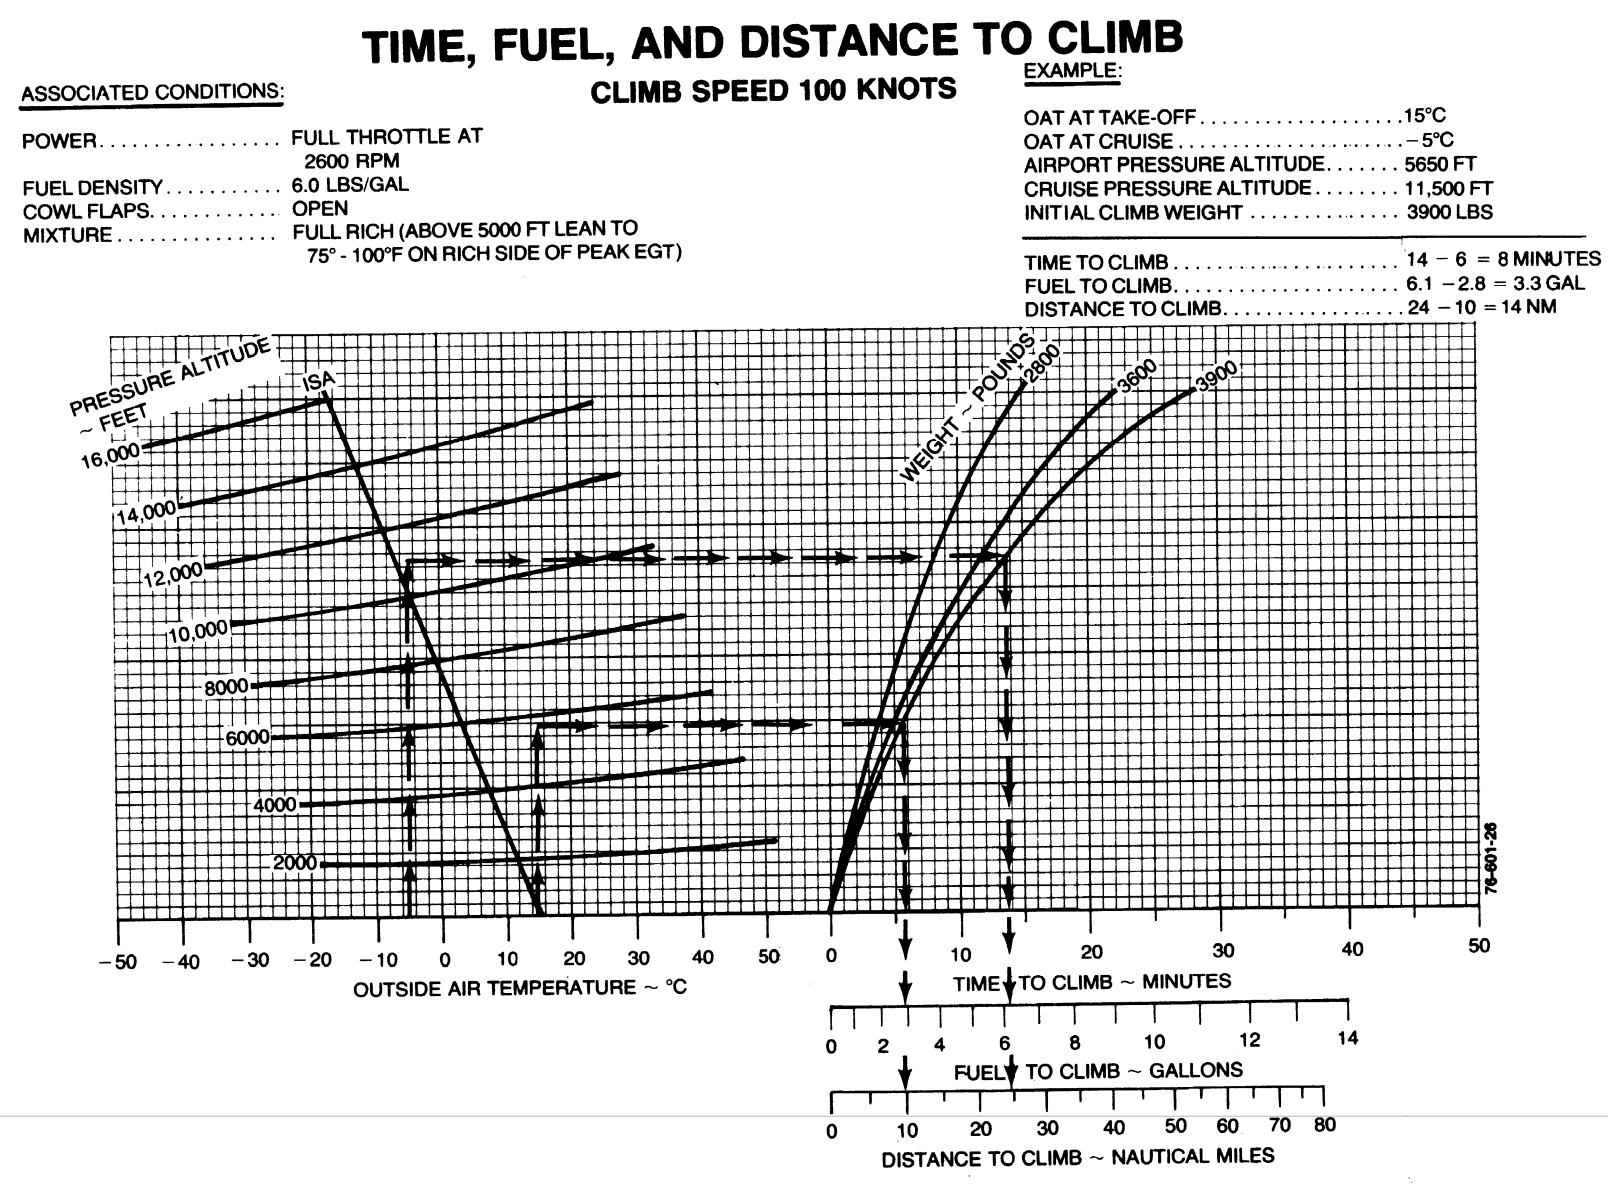 TIME, FUEL, AND DISTANCE TO CLIMB
CLIMB SPEED 100 KNOTS
ASSOCIATED CONDITIONS:
POWER................. FULL THROTTLE AT
2600 RPM
FUEL DENSITY........... 6.0 LBS/GAL
COWL FLAPS............ OPEN
MIXTURE............... FULL RICH (ABOVE 5000 FT LEAN TO
75° - 100°F ON RICH SIDE OF PEAK EGT)
EXAMPLE:
OAT AT TAKE-OFF....................15°C
OAT AT CRUISE......................–5°C
AIRPORT PRESSURE ALTITUDE....... 5650 FT
CRUISE PRESSURE ALTITUDE........ 11,500 FT
INITIAL CLIMB WEIGHT.............. 3900 LBS
TIME TO CLIMB...................... 14 – 6 = 8 MINUTES
FUEL TO CLIMB...................... 6.1 – 2.8 = 3.3 GAL
DISTANCE TO CLIMB................. 24 – 10 = 14 NM
PRESSURE ALTITUDE
~ FEET
ISA
16,000
14,000
12,000
10,000
8000
6000
4000
2000
WEIGHT ~ POUNDS
2800
3600
3900
76-601-26
–50 –40 –30 –20 –10 0 10 20 30 40 50
OUTSIDE AIR TEMPERATURE ~ °C
0 10 20 30 40 50
TIME TO CLIMB ~ MINUTES
0 2 4 6 8 10 12 14
FUEL TO CLIMB ~ GALLONS
0 10 20 30 40 50 60 70 80
DISTANCE TO CLIMB ~ NAUTICAL MILES